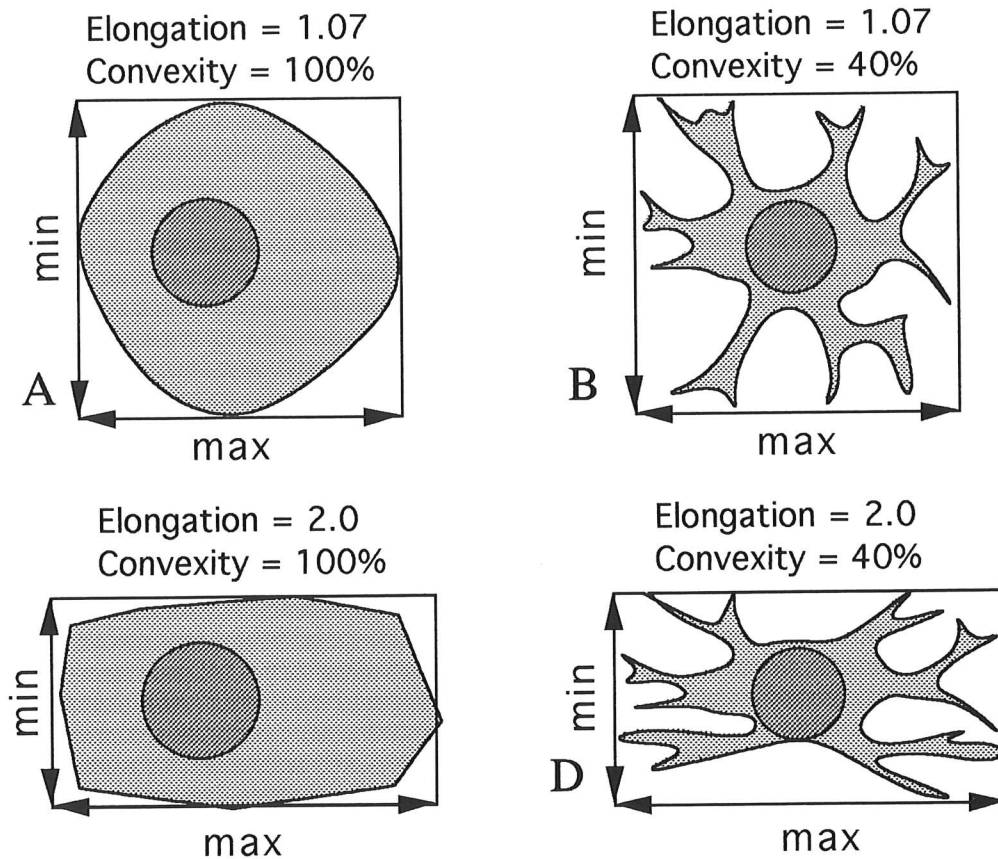 Elongation = 1.07
Convexity = 100%
min
A
max
Elongation = 1.07
Convexity = 40%
min
B
max
Elongation = 2.0
Convexity = 100%
min
max
Elongation = 2.0
Convexity = 40%
min
D
max